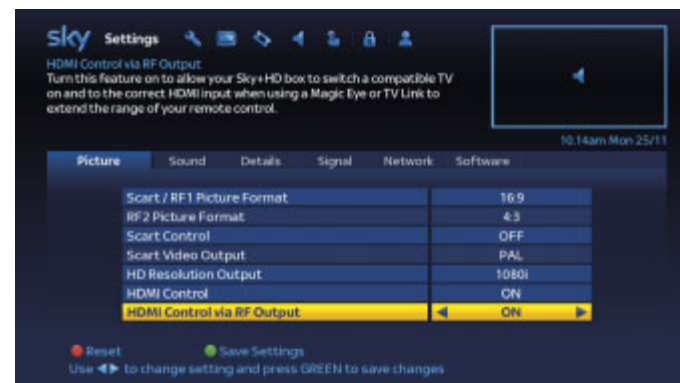 sky Settings
HDMI Control via RF Output
Turn this feature on to allow your Sky+HD box to switch a compatible TV
on and to the correct HDMI input when using a Magic Eye or TV Link to
extend the range of your remote control.
10.14am Mon 25/11
Picture Sound Details Signal Network Software
Scart / RF1 Picture Format 16:9
RF2 Picture Format 4:3
Scart Control OFF
Scart Video Output PAL
HD Resolution Output 1080i
HDMI Control ON
HDMI Control via RF Output ON
Reset Save Settings
Use ◀▶ to change setting and press GREEN to save changes